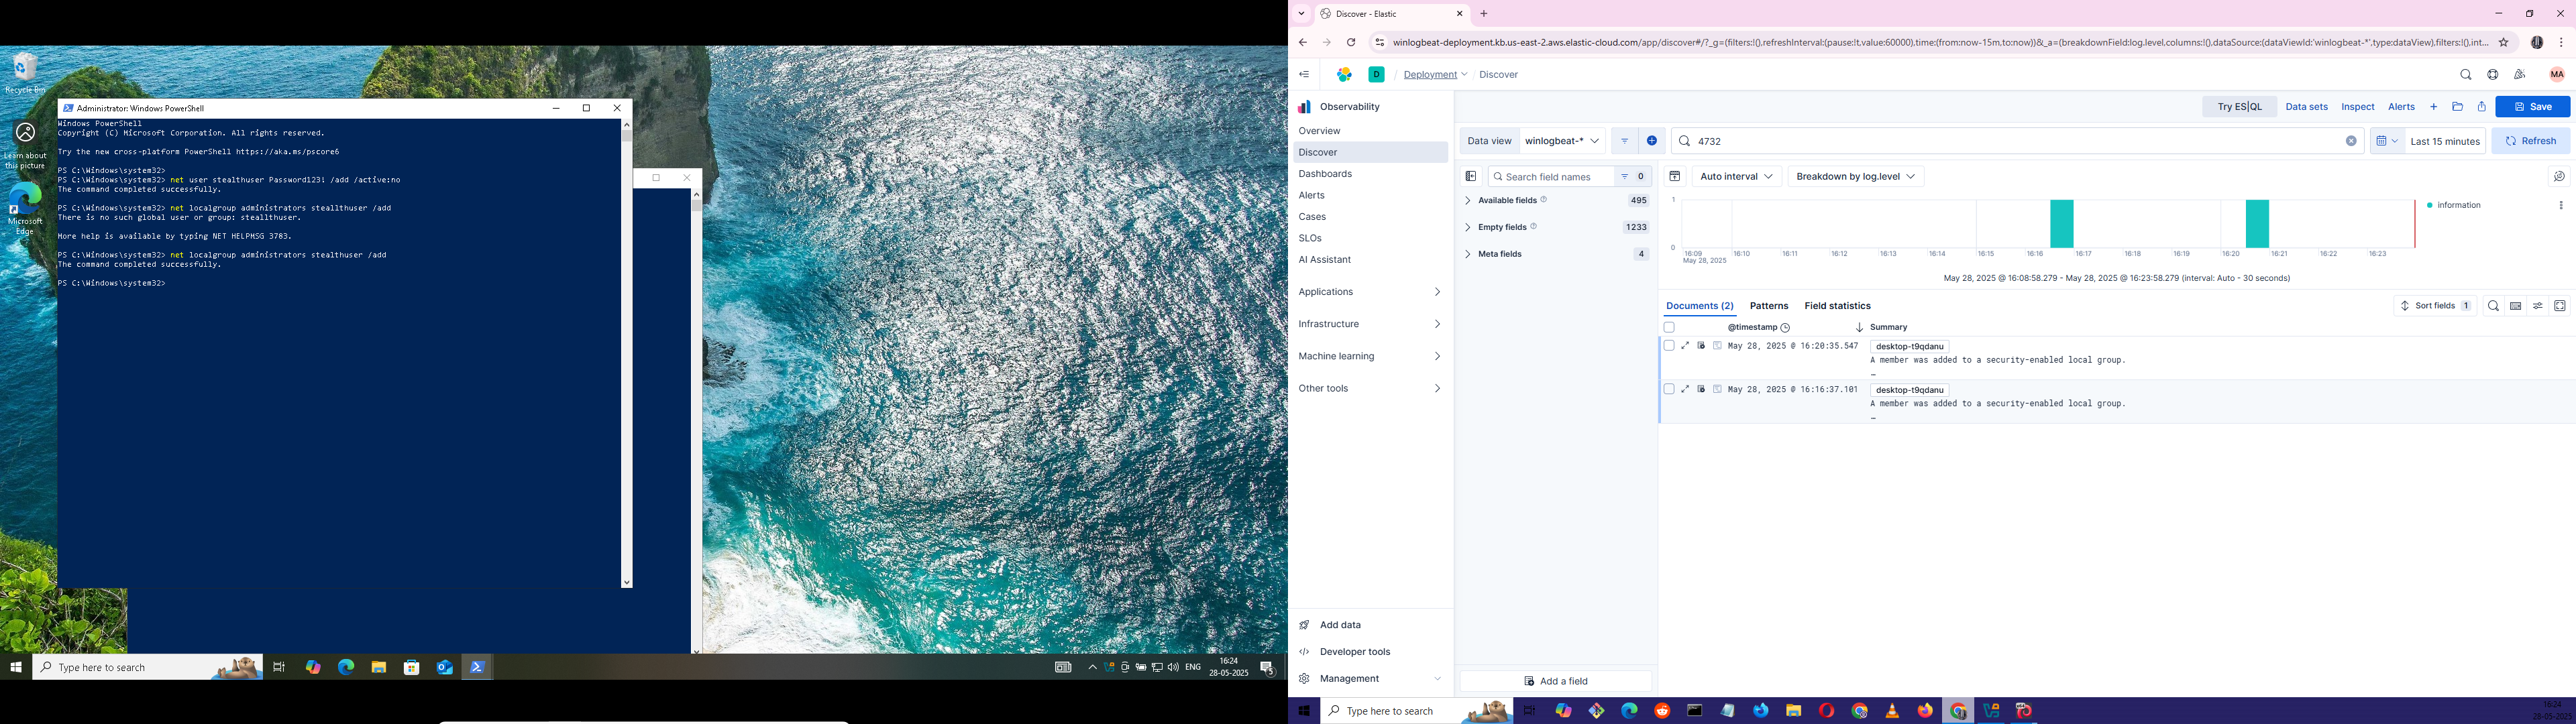 Recycle Bin
Learn about
this picture
Microsoft
Edge
Administrator: Windows PowerShell
Windows PowerShell
Copyright (C) Microsoft Corporation. All rights reserved.
Try the new cross-platform PowerShell https://aka.ms/pscore6
PS C:\Windows\system32>
PS C:\Windows\system32> net user stealthuser Password123! /add /active:no
The command completed successfully.
PS C:\Windows\system32> net localgroup administrators steallthuser /add
There is no such global user or group: steallthuser.
More help is available by typing NET HELPMSG 3783.
PS C:\Windows\system32> net localgroup administrators stealthuser /add
The command completed successfully.
PS C:\Windows\system32>
Type here to search
ENG
16:24
28-05-2025
5
Discover - Elastic
winlogbeat-deployment.kb.us-east-2.aws.elastic-cloud.com/app/discover#/?_g=(filters:!(),refreshInterval:(pause:!t,value:60000),time:(from:now-15m,to:now))&_a=(breakdownField:log.level,columns:!(),dataSource:(dataViewId:'winlogbeat-*',type:dataView),filters:!(),int...
D
Deployment
Discover
MA
Observability
Overview
Discover
Dashboards
Alerts
Cases
SLOs
AI Assistant
Applications
Infrastructure
Machine learning
Other tools
Add data
Developer tools
Management
Try ES|QL
Data sets
Inspect
Alerts
Save
Data view
winlogbeat-*
4732
Last 15 minutes
Refresh
Search field names
0
Available fields
495
Empty fields
1233
Meta fields
4
Add a field
Auto interval
Breakdown by log.level
1
0
information
16:09
May 28, 2025
16:10
16:11
16:12
16:13
16:14
16:15
16:16
16:17
16:18
16:19
16:20
16:21
16:22
16:23
May 28, 2025 @ 16:08:58.279 - May 28, 2025 @ 16:23:58.279 (interval: Auto - 30 seconds)
Documents (2)
Patterns
Field statistics
Sort fields
1
@timestamp
Summary
May 28, 2025 @ 16:20:35.547
desktop-t9qdanu
A member was added to a security-enabled local group.
…
May 28, 2025 @ 16:16:37.101
desktop-t9qdanu
A member was added to a security-enabled local group.
…
Type here to search
16:24
28-05-2025